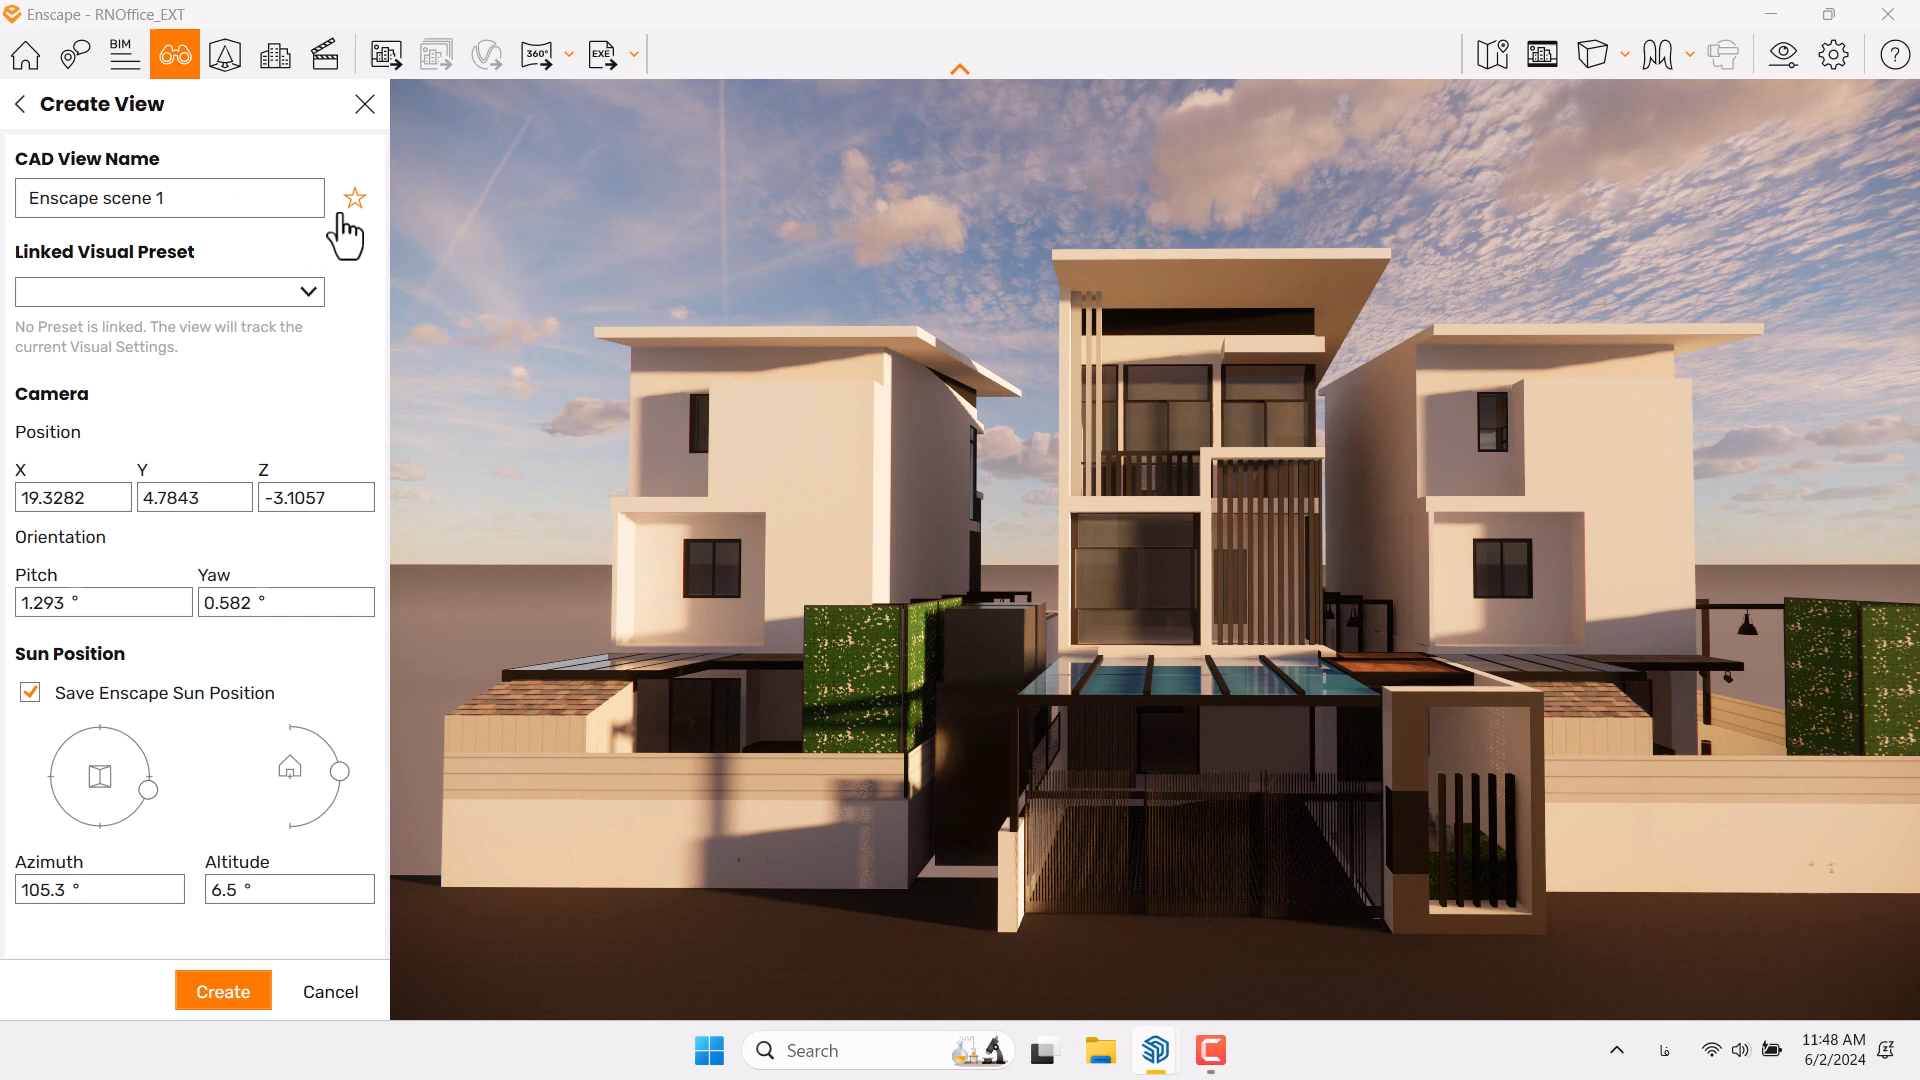 Enscape - RNOffice_EXT
BIM
360°
EXE
Create View
CAD View Name
Enscape scene 1
Linked Visual Preset
No Preset is linked. The view will track the
current Visual Settings.
Camera
Position
X Y Z
19.3282 4.7843 -3.1057
Orientation
Pitch Yaw
1.293 ° 0.582 °
Sun Position
Save Enscape Sun Position
Azimuth Altitude
105.3 ° 6.5 °
Create Cancel
Search
فا
11:48 AM
6/2/2024